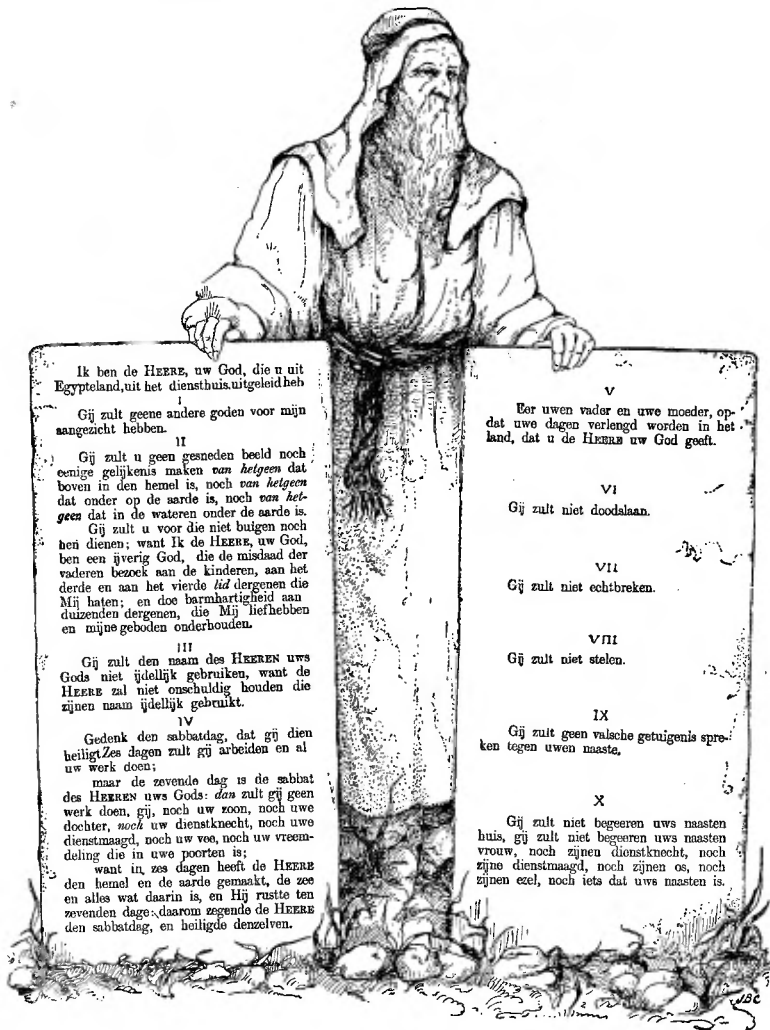 Ik ben de HEERE, uw God, die u uit
Egypteland, uit het diensthuis. uitgeleid heb
I
Gij zult geene andere goden voor mijn
aangezicht hebben.
II
Gij zult u geen gesneden beeld noch
eenige gelijkenis maken van hetgeen dat
boven in den hemel is, noch van hetgeen
dat onder op de aarde is, noch van het-
geen dat in de wateren onder de aarde is.
Gij zult u voor die niet buigen noch
hen dienen; want Ik de HEERE, uw God,
ben een ijverig God, die de misdaad der
vaderen bezoek aan de kinderen, aan het
derde en aan het vierde lid dergenen die
Mij haten; en doe barmhartigheid aan
duizenden dergenen, die Mij liefhebben
en mijne geboden onderhouden.
III
Gij zult den naam des HEEREN uws
Gods niet ijdellijk gebruiken, want de
HEERE zal niet onschuldig houden die
zijnen naam ijdellijk gebruikt.
IV
Gedenk den sabbatdag, dat gij dien
heiligt Zes dagen zult gij arbeiden en al
uw werk doen;
maar de zevende dag is de sabbat
des HEEREN uws Gods: dan zult gij geen
werk doen, gij, noch uw zoon, noch uwe
dochter, noch uw dienstknecht, noch uwe
dienstmaagd, noch uw vee, noch uw vreem-
deling die in uwe poorten is;
want in zes dagen heeft de HEERE
den hemel en de aarde gemaakt, de zee
en alles wat daarin is, en Hij rustte ten
zevenden dage: daarom zegende de HEERE
den sabbatdag, en heiligde denzelven.
V
Eer uwen vader en uwe moeder, op-
dat uwe dagen verlengd worden in het
land, dat u de HEERE uw God geeft.
VI
Gij zult niet doodslaan.
VII
Gij zult niet echtbreken.
VIII
Gij zult niet stelen.
IX
Gij zult geen valsche getuigenis spre-
ken tegen uwen naaste.
X
Gij zult niet begeeren uws naasten
huis, gij zult niet begeeren uws naasten
vrouw, noch zijnen dienstknecht, noch
zijne dienstmaagd, noch zijnen os, noch
zijnen ezel, noch iets dat uws naasten is.
JBC